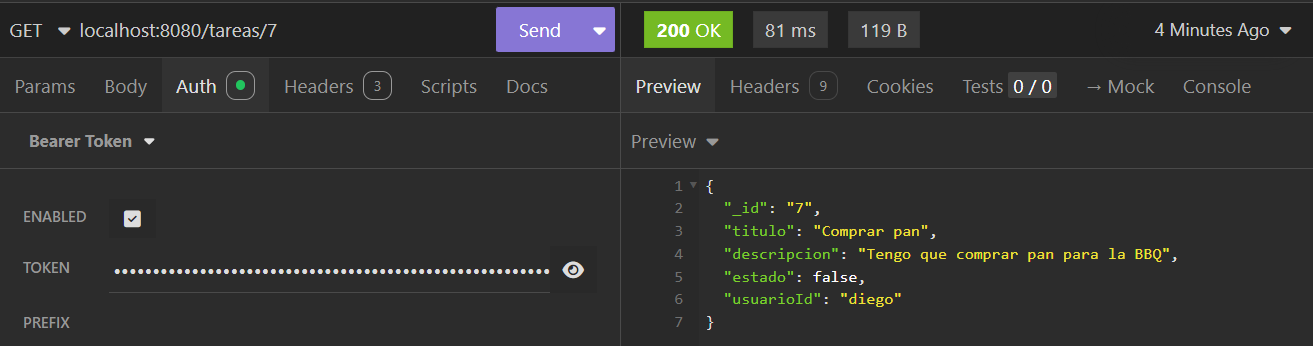 GET localhost:8080/tareas/7 Send
200 OK 81 ms 119 B 4 Minutes Ago
Params Body Auth Headers 3 Scripts Docs
Preview Headers 9 Cookies Tests 0 / 0 → Mock Console
Bearer Token
Preview
ENABLED
TOKEN ••••••••••••••••••••••••••••••••••••••••••••••••••••••
PREFIX
1 {
2 "_id": "7",
3 "titulo": "Comprar pan",
4 "descripcion": "Tengo que comprar pan para la BBQ",
5 "estado": false,
6 "usuarioId": "diego"
7 }